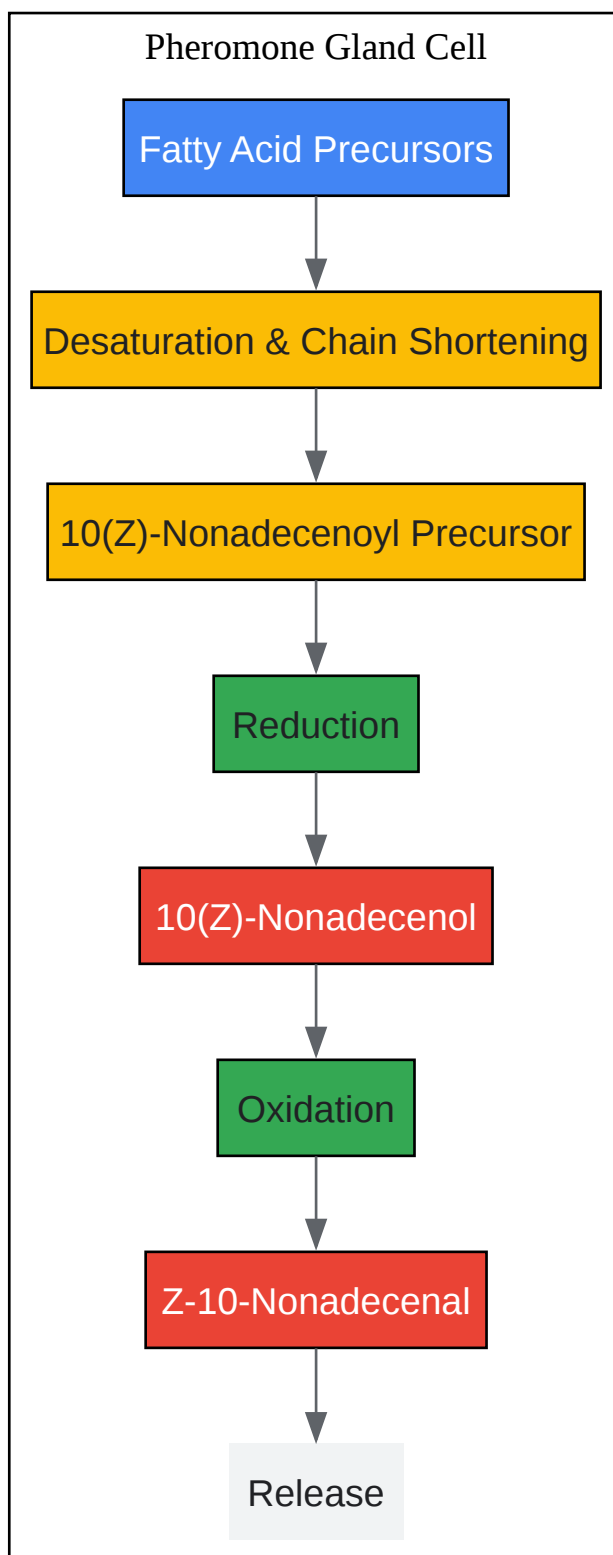 Pheromone Gland Cell
Fatty Acid Precursors
Desaturation & Chain Shortening
10(Z)-Nonadecenoyl Precursor
Reduction
10(Z)-Nonadecenol
Oxidation
Z-10-Nonadecenal
Release